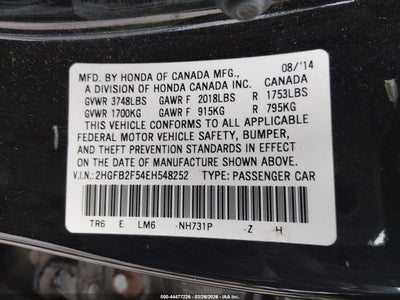 08/'14
MFD. BY HONDA OF CANADA MFG., CANADA
A DIVISION OF HONDA CANADA INC.
GVWR 3748LBS GAWR F 2018LBS R 1753LBS
GVWR 1700KG GAWR F 915KG R 795KG
THIS VEHICLE CONFORMS TO ALL APPLICABLE
FEDERAL MOTOR VEHICLE SAFETY, BUMPER,
AND THEFT PREVENTION STANDARDS IN
EFFECT ON THE DATE OF MANUFACTURE SHOWN ABOVE.
V.I.N.: 2HGFB2F54EH548252 TYPE: PASSENGER CAR
TR6 E LM6 -NH731P -Z -H
000-44477226 - 02/26/2026 - IAA Inc.